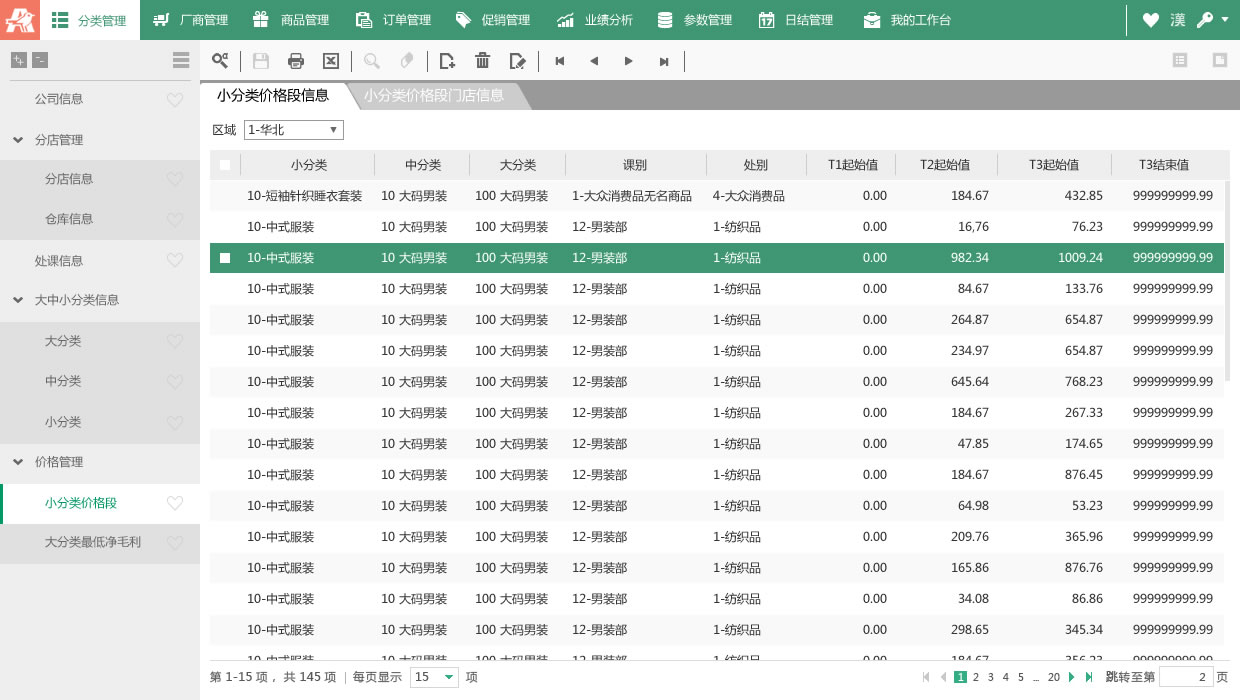 分类管理 厂商管理 商品管理 订单管理 促销管理 业绩分析 参数管理 日结管理 我的工作台 漢
公司信息
分店管理
分店信息
仓库信息
处课信息
大中小分类信息
大分类
中分类
小分类
价格管理
小分类价格段
大分类最低净毛利
小分类价格段信息 小分类价格段门店信息
区域 1-华北
小分类 中分类 大分类 课别 处别 T1起始值 T2起始值 T3起始值 T3结束值
10-短袖针织睡衣套装 10 大码男装 100 大码男装 1-大众消费品无名商品 4-大众消费品 0.00 184.67 432.85 999999999.99
10-中式服装 10 大码男装 100 大码男装 12-男装部 1-纺织品 0.00 16,76 76.23 999999999.99
10-中式服装 10 大码男装 100 大码男装 12-男装部 1-纺织品 0.00 982.34 1009.24 999999999.99
10-中式服装 10 大码男装 100 大码男装 12-男装部 1-纺织品 0.00 84.67 133.76 999999999.99
10-中式服装 10 大码男装 100 大码男装 12-男装部 1-纺织品 0.00 264.87 654.87 999999999.99
10-中式服装 10 大码男装 100 大码男装 12-男装部 1-纺织品 0.00 234.97 654.87 999999999.99
10-中式服装 10 大码男装 100 大码男装 12-男装部 1-纺织品 0.00 645.64 768.23 999999999.99
10-中式服装 10 大码男装 100 大码男装 12-男装部 1-纺织品 0.00 184.67 267.33 999999999.99
10-中式服装 10 大码男装 100 大码男装 12-男装部 1-纺织品 0.00 47.85 174.65 999999999.99
10-中式服装 10 大码男装 100 大码男装 12-男装部 1-纺织品 0.00 184.67 876.45 999999999.99
10-中式服装 10 大码男装 100 大码男装 12-男装部 1-纺织品 0.00 64.98 53.23 999999999.99
10-中式服装 10 大码男装 100 大码男装 12-男装部 1-纺织品 0.00 209.76 365.96 999999999.99
10-中式服装 10 大码男装 100 大码男装 12-男装部 1-纺织品 0.00 165.86 876.76 999999999.99
10-中式服装 10 大码男装 100 大码男装 12-男装部 1-纺织品 0.00 34.08 86.86 999999999.99
10-中式服装 10 大码男装 100 大码男装 12-男装部 1-纺织品 0.00 298.65 345.34 999999999.99
10-中式服装 10 大码男装 100 大码男装 12-男装部 1-纺织品 0.00 184.67 356.23 999999999.99
第 1-15 项，共 145 项 | 每页显示 15 项 1 2 3 4 5 ... 20 跳转至第 2 页